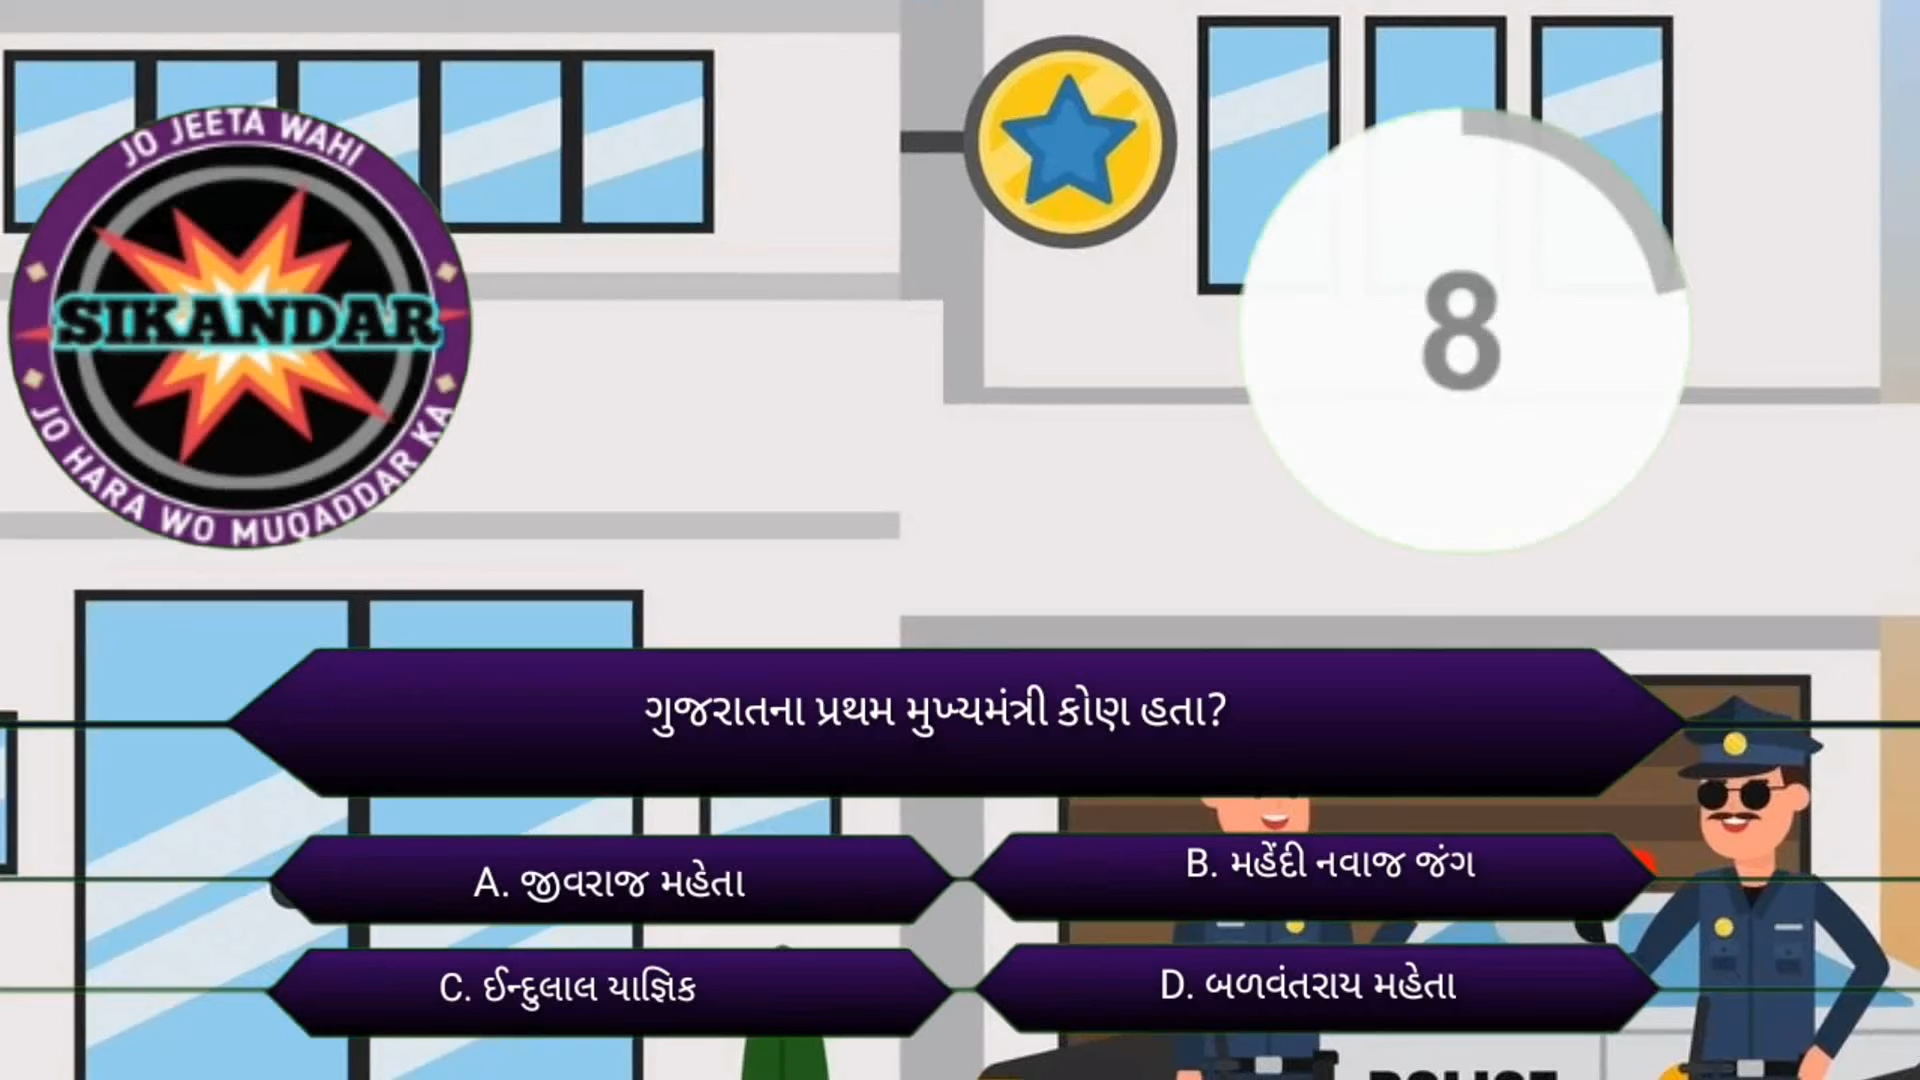 JO JEETA WAHI
SIKANDAR
JO HARA WO MUQADDAR KA
8
ગુજરાતના પ્રથમ મુખ્યમંત્રી કોણ હતા?
A. જીવરાજ મહેતા
B. મહેંદી નવાજ જંગ
C. ઈન્દુલાલ યાજ્ઞિક
D. બળવંતરાય મહેતા
POLICE